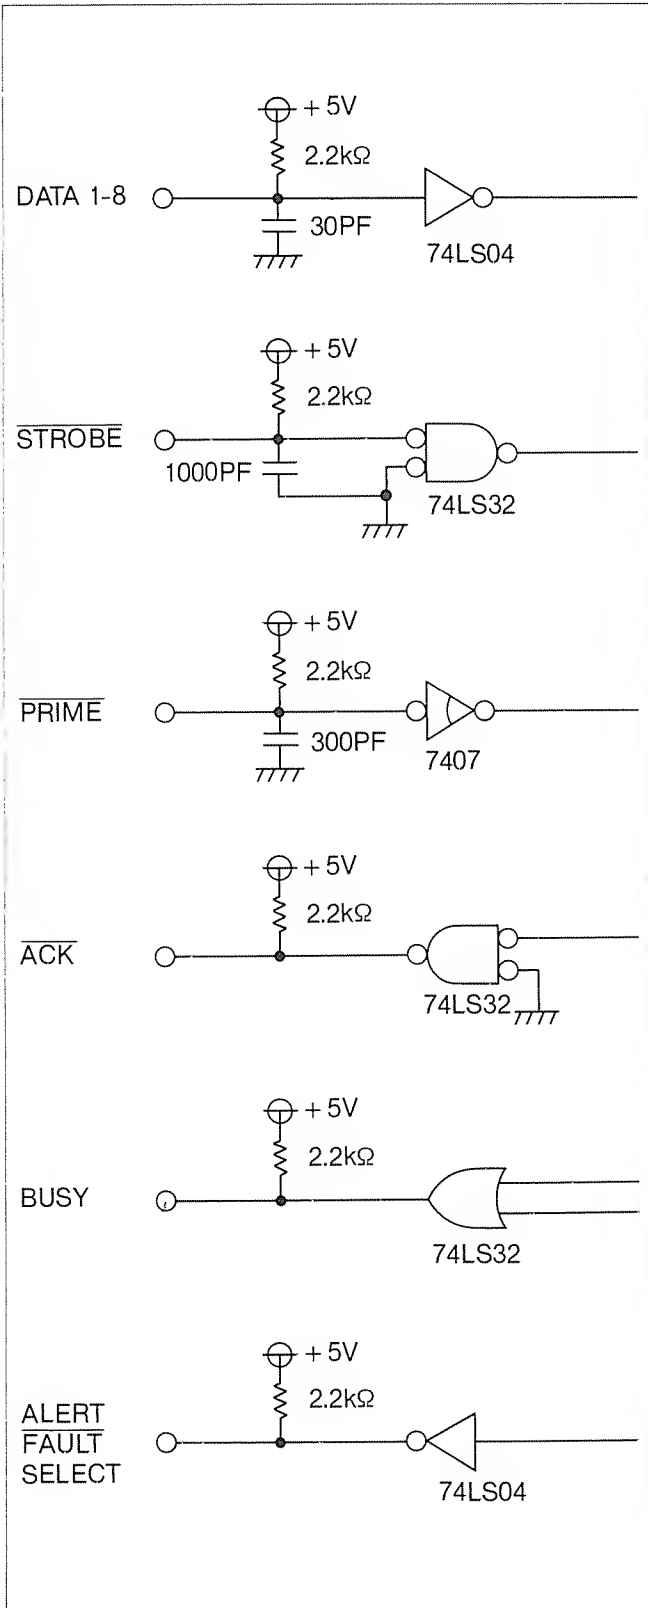 + 5V
2.2kΩ
DATA 1-8
30PF
74LS04
+ 5V
2.2kΩ
STROBE
1000PF
74LS32
+ 5V
2.2kΩ
PRIME
300PF
7407
+ 5V
2.2kΩ
ACK
74LS32
+ 5V
2.2kΩ
BUSY
74LS32
+ 5V
2.2kΩ
ALERT
FAULT
SELECT
74LS04